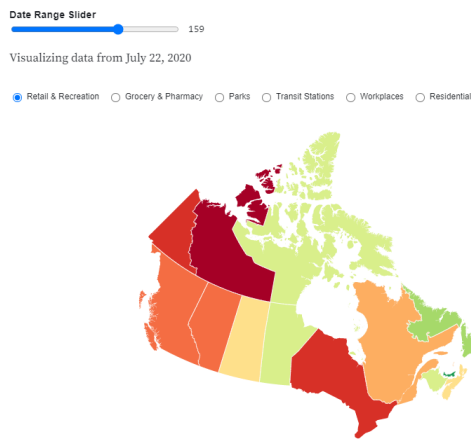 Date Range Slider
159
Visualizing data from July 22, 2020
Retail & Recreation Grocery & Pharmacy Parks Transit Stations Workplaces Residential